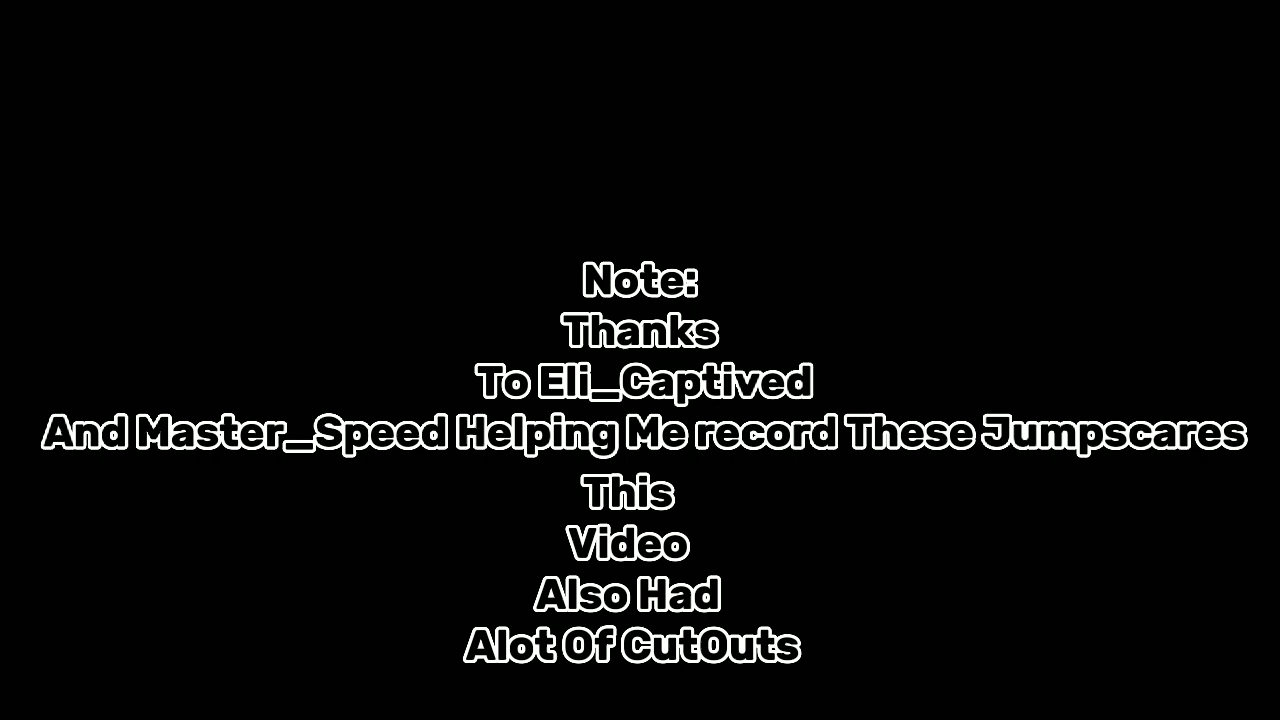 Note:
Thanks
To Eli_Captived
And Master_Speed Helping Me record These Jumpscares
This
Video
Also Had
Alot Of CutOuts